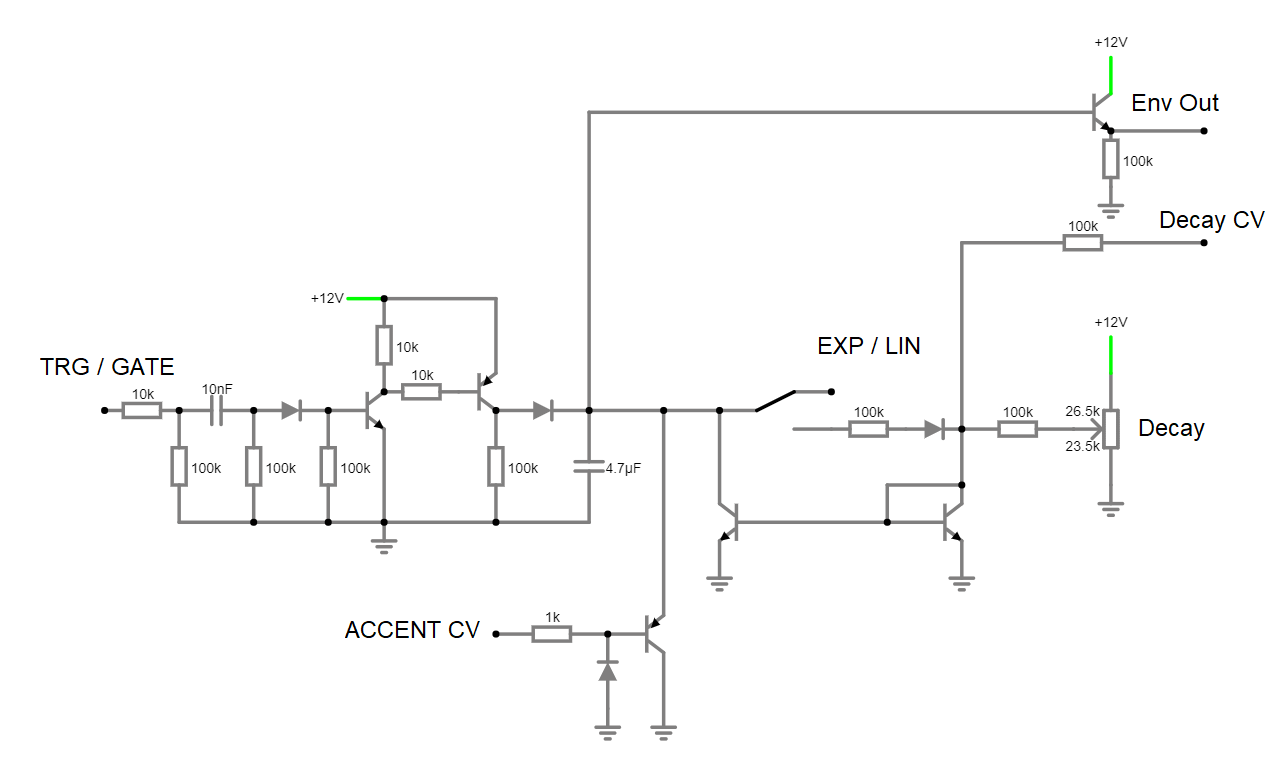 +12V
Env Out
100k
Decay CV
100k
+12V
+12V
10k
EXP / LIN
TRG / GATE
10k
10nF
10k
100k
100k
26.5k
23.5k
Decay
100k
100k
100k
100k
4.7µF
ACCENT CV
1k